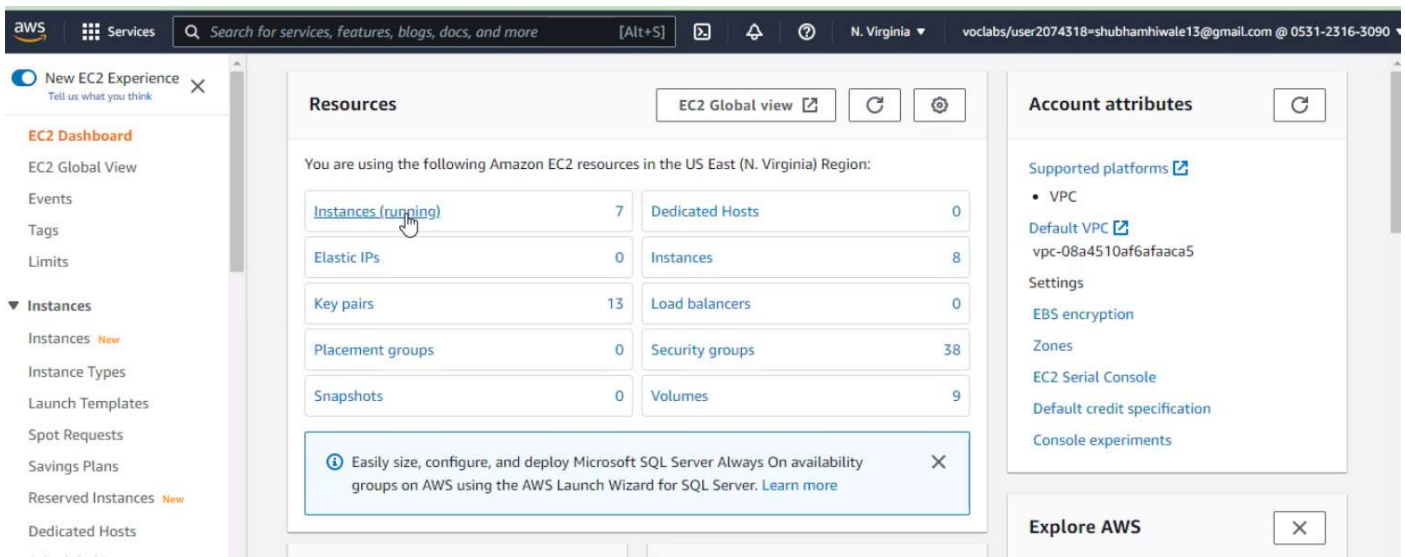 aws
Services
Search for services, features, blogs, docs, and more
[Alt+S]
N. Virginia
voclabs/user2074318=shubhamhiwale13@gmail.com @ 0531-2316-3090
New EC2 Experience
Tell us what you think
EC2 Dashboard
EC2 Global View
Events
Tags
Limits
Instances
Instances New
Instance Types
Launch Templates
Spot Requests
Savings Plans
Reserved Instances New
Dedicated Hosts
Resources
EC2 Global view
You are using the following Amazon EC2 resources in the US East (N. Virginia) Region:
Instances (running) 7
Dedicated Hosts 0
Elastic IPs 0
Instances 8
Key pairs 13
Load balancers 0
Placement groups 0
Security groups 38
Snapshots 0
Volumes 9
Easily size, configure, and deploy Microsoft SQL Server Always On availability
groups on AWS using the AWS Launch Wizard for SQL Server. Learn more
Account attributes
Supported platforms
• VPC
Default VPC
vpc-08a4510af6afaaca5
Settings
EBS encryption
Zones
EC2 Serial Console
Default credit specification
Console experiments
Explore AWS